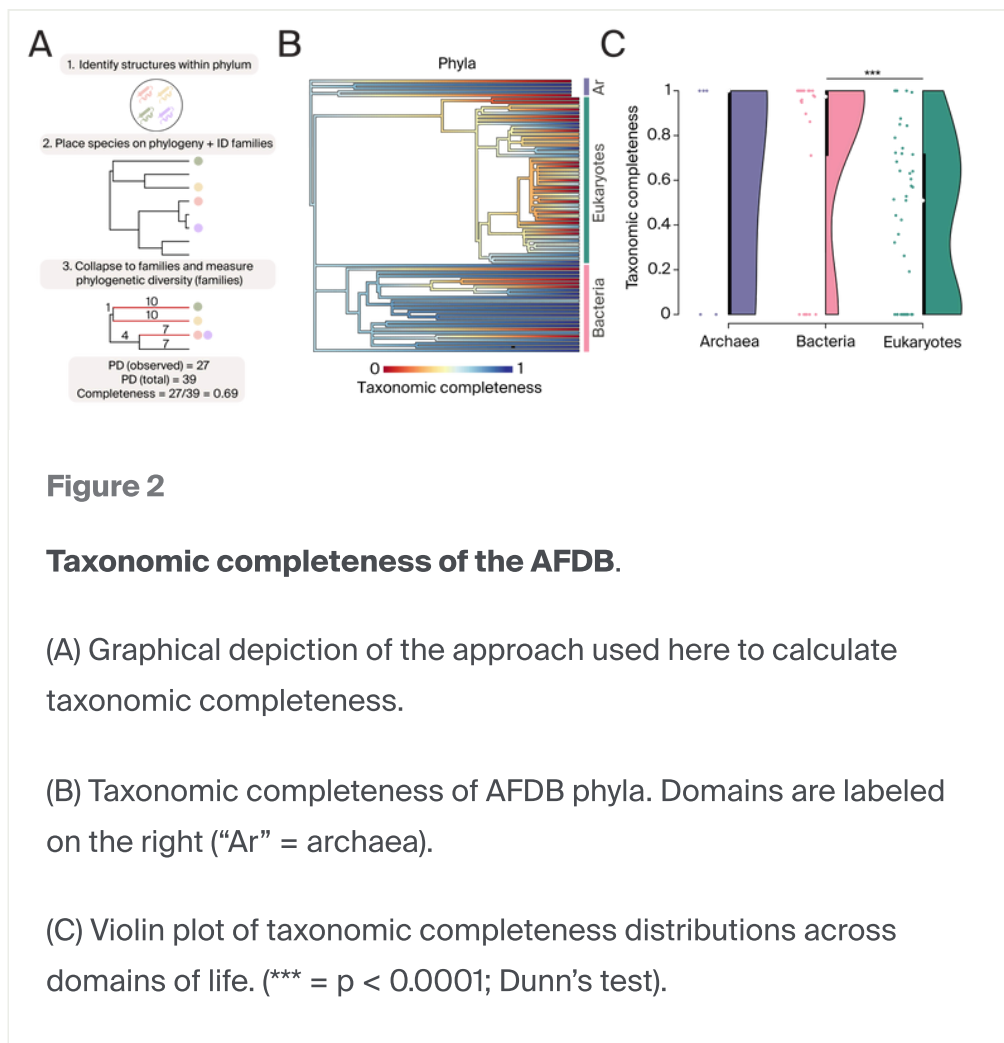 A
1. Identify structures within phylum
2. Place species on phylogeny + ID families
3. Collapse to families and measure
phylogenetic diversity (families)
10
1
10
7
4
7
PD (observed) = 27
PD (total) = 39
Completeness = 27/39 = 0.69
B
Phyla
Ar
Eukaryotes
Bacteria
0
1
Taxonomic completeness
C
***
Taxonomic completeness
1
0.8
0.6
0.4
0.2
0
Archaea
Bacteria
Eukaryotes
Figure 2
Taxonomic completeness of the AFDB.
(A) Graphical depiction of the approach used here to calculate
taxonomic completeness.
(B) Taxonomic completeness of AFDB phyla. Domains are labeled
on the right (“Ar” = archaea).
(C) Violin plot of taxonomic completeness distributions across
domains of life. (*** = p < 0.0001; Dunn’s test).